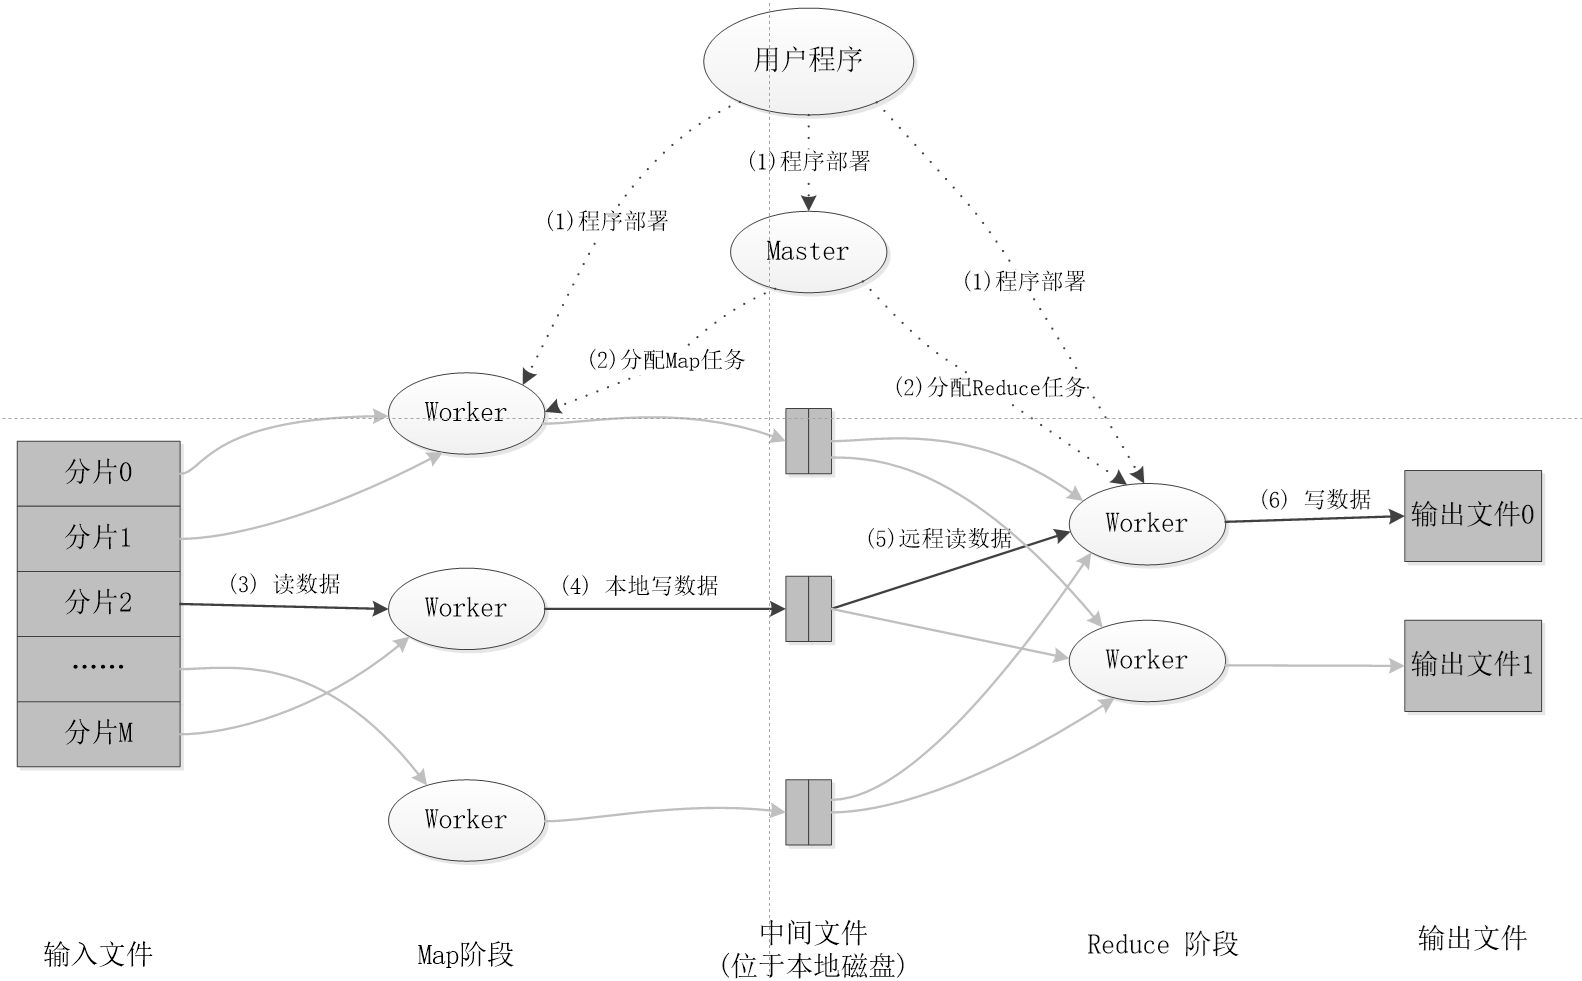 用户程序
(1)程序部署
(1)程序部署
Master
(1)程序部署
(2)分配Map任务
(2)分配Reduce任务
Worker
分片0
分片1
分片2
……
分片M
(3) 读数据
Worker
(4) 本地写数据
Worker
(5)远程读数据
Worker
(6) 写数据
输出文件0
Worker
输出文件1
输入文件
Map阶段
中间文件
(位于本地磁盘)
Reduce 阶段
输出文件